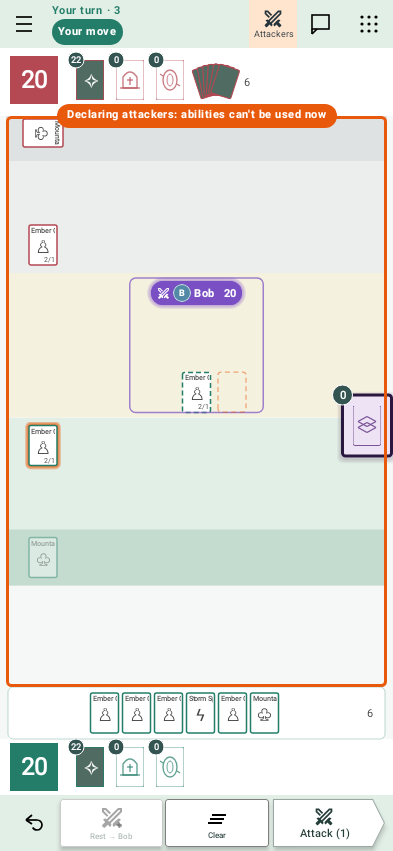 Your turn · 3
Your move
Attackers
20
22
0
0
6
Declaring attackers: abilities can't be used now
Mounta
Ember
2/1
B Bob 20
Ember
2/1
0
Ember
2/1
Mounta
Ember
Ember
Ember
Storm S
Ember
Mounta
6
20
22
0
0
Rest → Bob
Clear
Attack (1)